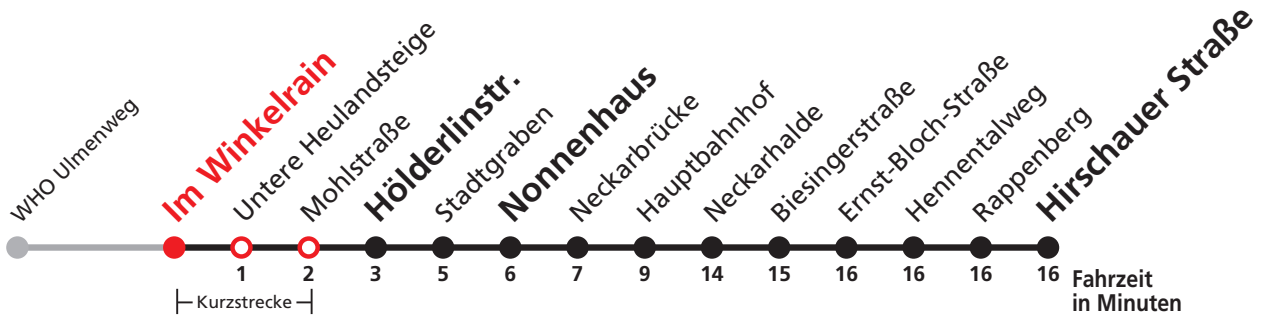 WHO Ulmenweg
Im Winkelrain
Untere Heulandsteige
Mohlstraße
Hölderlinstr.
Stadtgraben
Nonnenhaus
Neckarbrücke
Hauptbahnhof
Neckarhalde
Biesingerstraße
Ernst-Bloch-Straße
Hennentalweg
Rappenberg
Hirschauer Straße
1 2 3 5 6 7 9 14 15 16 16 16 16
Fahrzeit
in Minuten
Kurzstrecke